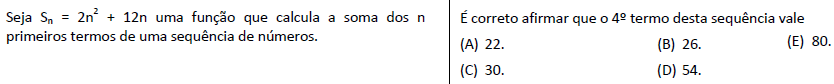 Seja Sₙ = 2n² + 12n uma função que calcula a soma dos n
primeiros termos de uma sequência de números.
É correto afirmar que o 4º termo desta sequência vale
(A) 22. (B) 26. (E) 80.
(C) 30. (D) 54.